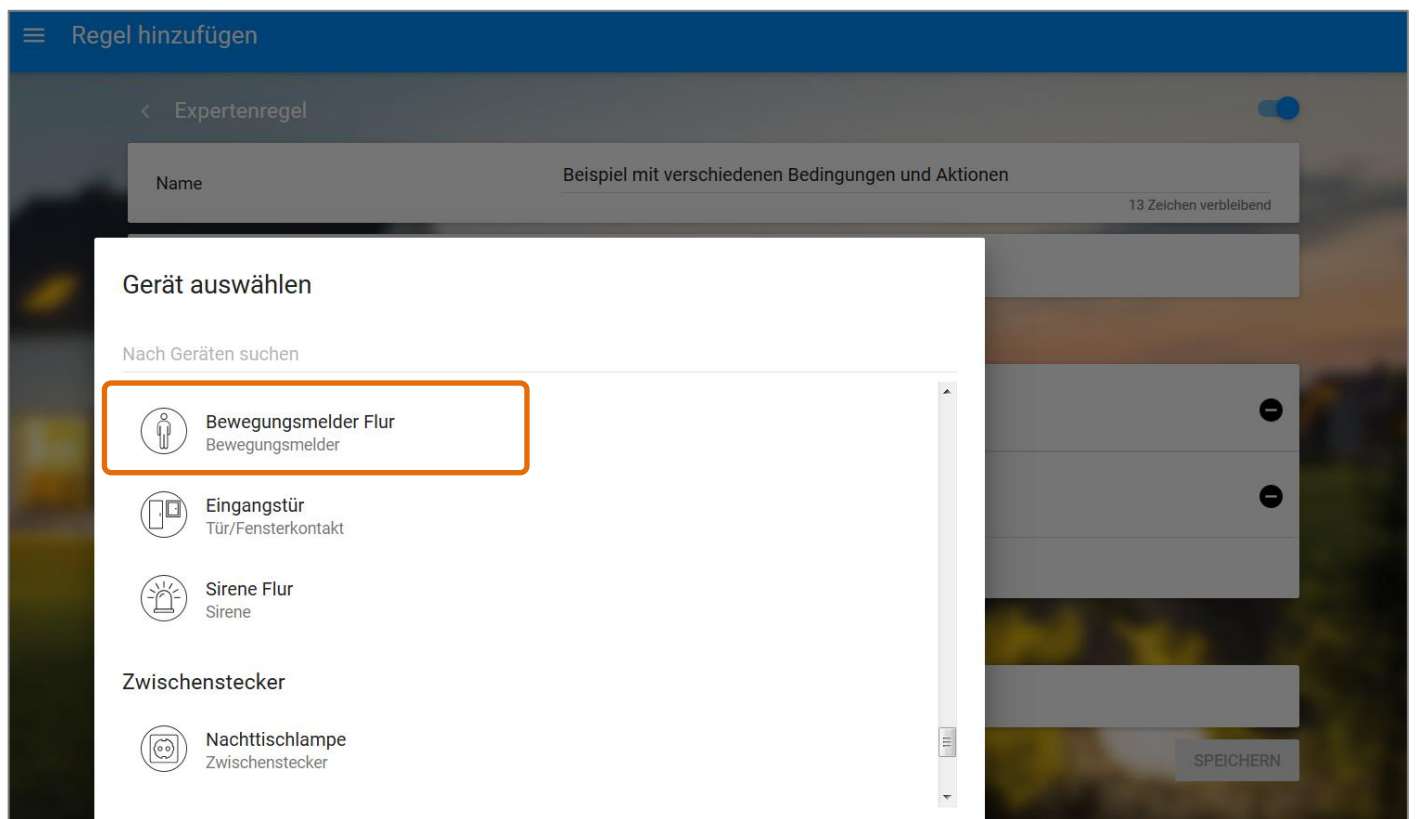 Regel hinzufügen
Expertenregel
Name
Beispiel mit verschiedenen Bedingungen und Aktionen
13 Zeichen verbleibend
Gerät auswählen
Nach Geräten suchen
Bewegungsmelder Flur
Bewegungsmelder
Eingangstür
Tür/Fensterkontakt
Sirene Flur
Sirene
Zwischenstecker
Nachttischlampe
Zwischenstecker
SPEICHERN